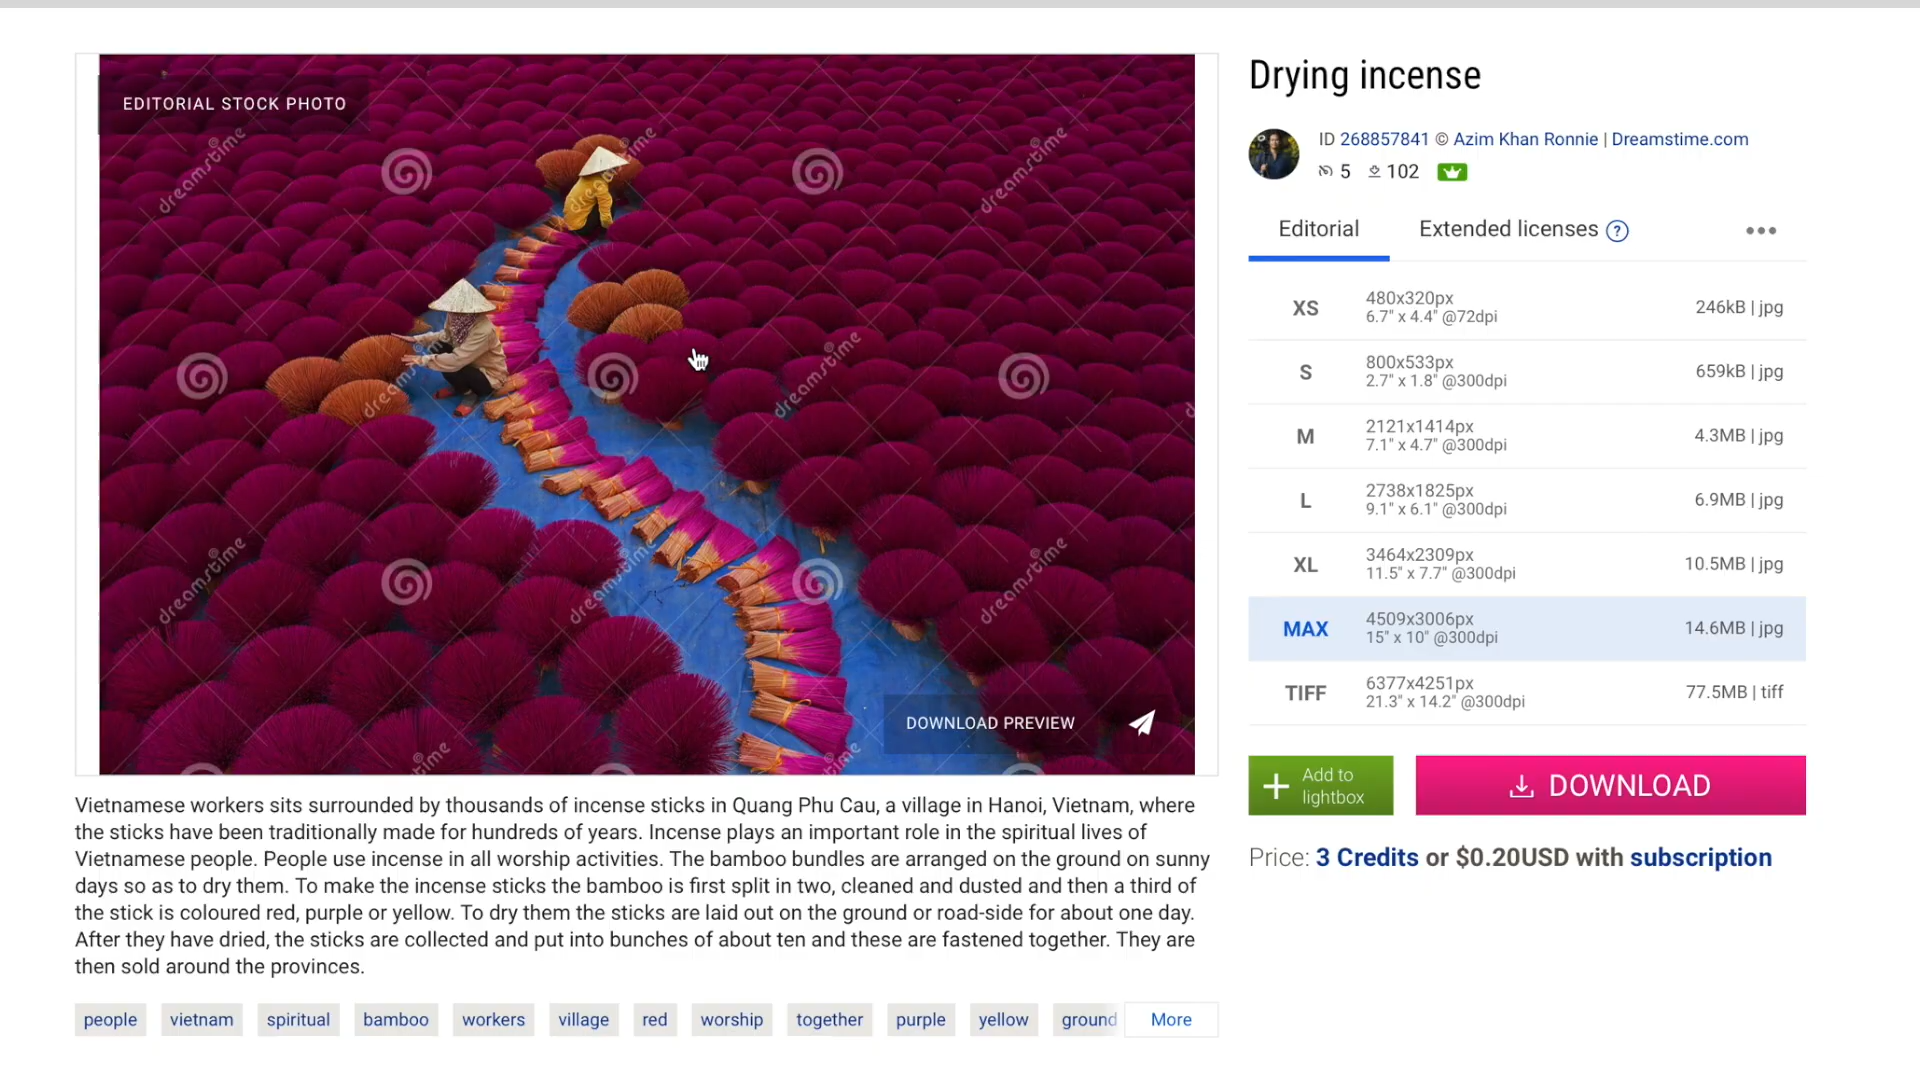 EDITORIAL STOCK PHOTO
dreamstime
dreamstime
dreamstime
dreamstime
dreamstime
dreamstime
dreamstime
DOWNLOAD PREVIEW
Vietnamese workers sits surrounded by thousands of incense sticks in Quang Phu Cau, a village in Hanoi, Vietnam, where
the sticks have been traditionally made for hundreds of years. Incense plays an important role in the spiritual lives of
Vietnamese people. People use incense in all worship activities. The bamboo bundles are arranged on the ground on sunny
days so as to dry them. To make the incense sticks the bamboo is first split in two, cleaned and dusted and then a third of
the stick is coloured red, purple or yellow. To dry them the sticks are laid out on the ground or road-side for about one day.
After they have dried, the sticks are collected and put into bunches of about ten and these are fastened together. They are
then sold around the provinces.
people vietnam spiritual bamboo workers village red worship together purple yellow ground More
Drying incense
ID 268857841 © Azim Khan Ronnie | Dreamstime.com
5 102
Editorial Extended licenses ? •••
XS 480x320px 246kB | jpg
6.7" x 4.4" @72dpi
S 800x533px 659kB | jpg
2.7" x 1.8" @300dpi
M 2121x1414px 4.3MB | jpg
7.1" x 4.7" @300dpi
L 2738x1825px 6.9MB | jpg
9.1" x 6.1" @300dpi
XL 3464x2309px 10.5MB | jpg
11.5" x 7.7" @300dpi
MAX 4509x3006px 14.6MB | jpg
15" x 10" @300dpi
TIFF 6377x4251px 77.5MB | tiff
21.3" x 14.2" @300dpi
Add to
lightbox
DOWNLOAD
Price: 3 Credits or $0.20USD with subscription